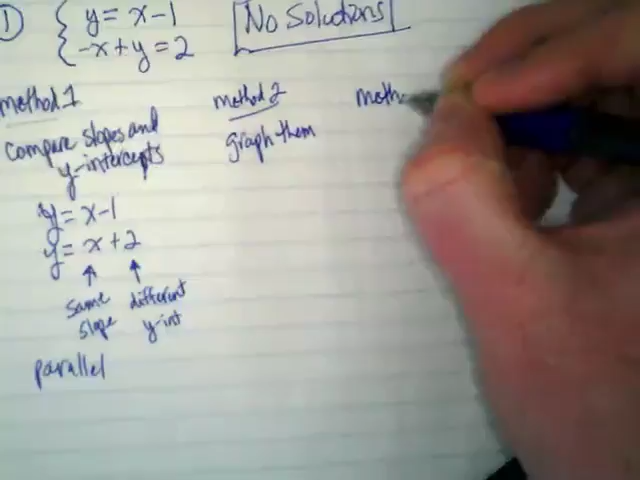 1) { y = x - 1
-x + y = 2
No Solutions
method 1
Compare slopes and
y-intercepts
y = x - 1
y = x + 2
↑ ↑
same slope
different y-int
parallel
method 2
graph them
meth